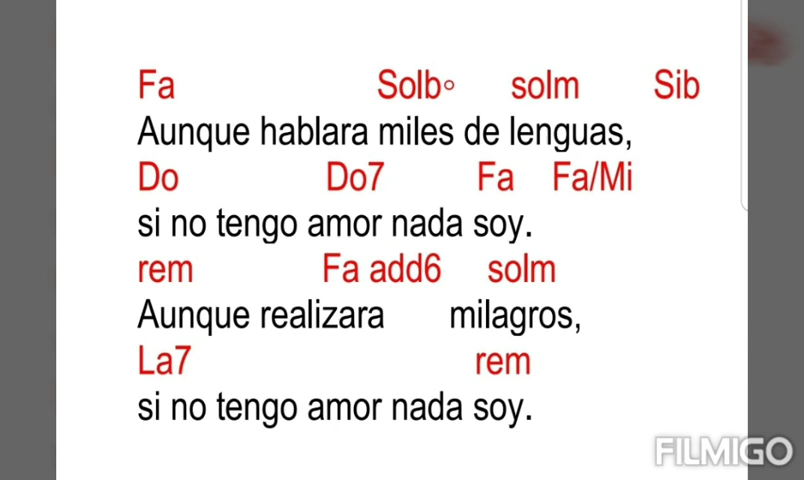 Fa Solb° solm Sib
Aunque hablara miles de lenguas,
Do Do7 Fa Fa/Mi
si no tengo amor nada soy.
rem Fa add6 solm
Aunque realizara milagros,
La7 rem
si no tengo amor nada soy.
FILMIGO